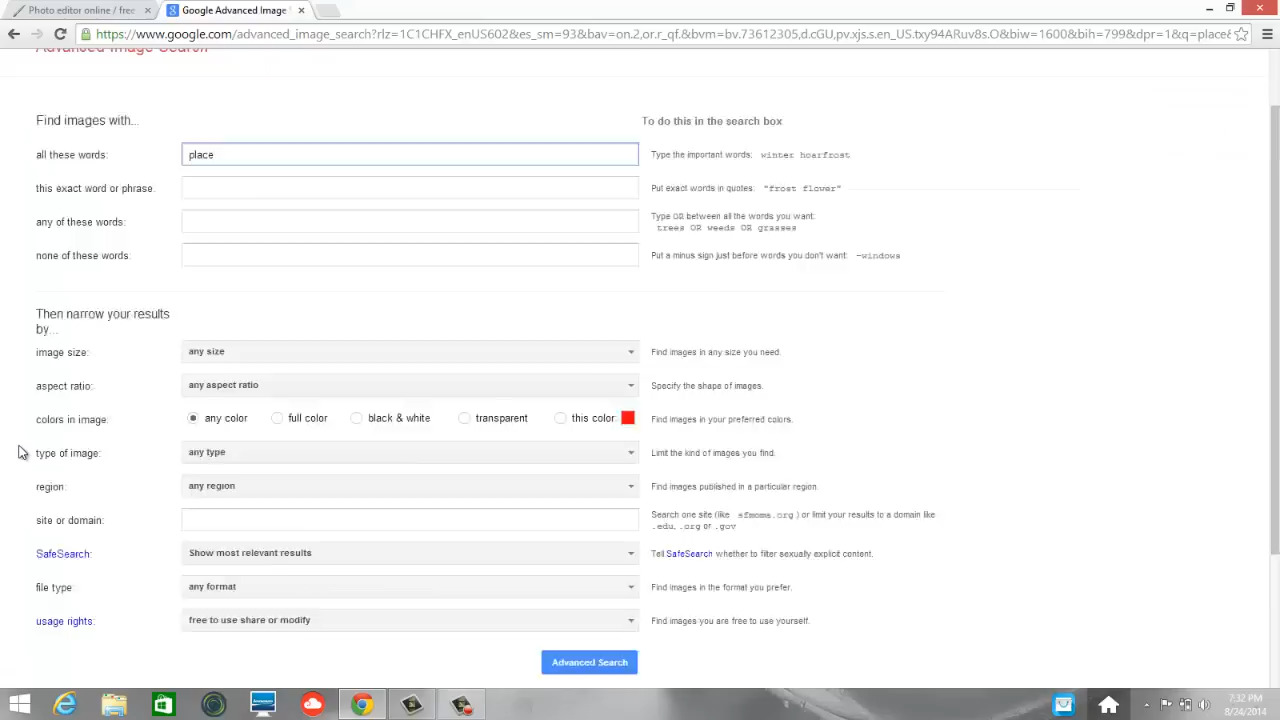 Photo editor online / free
Google Advanced Image
https://www.google.com/advanced_image_search?rlz=1C1CHFX_enUS602&es_sm=93&bav=on.2,or.r_qf.&bvm=bv.73612305,d.cGU,pv.xjs.s.en_US.txy94ARuv8s.O&biw=1600&bih=799&dpr=1&q=place&
Advanced Image Search
Find images with...
To do this in the search box
all these words:
place
Type the important words: winter hoarfrost
this exact word or phrase.
Put exact words in quotes: "frost flower"
any of these words:
Type OR between all the words you want:
trees OR weeds OR grasses
none of these words:
Put a minus sign just before words you don't want: -windows
Then narrow your results
by...
image size:
any size
Find images in any size you need.
aspect ratio:
any aspect ratio
Specify the shape of images.
colors in image:
any color
full color
black & white
transparent
this color:
Find images in your preferred colors.
type of image:
any type
Limit the kind of images you find.
region:
any region
Find images published in a particular region.
site or domain:
Search one site (like sfmoma.org ) or limit your results to a domain like
.edu, .org or .gov
SafeSearch:
Show most relevant results
Tell SafeSearch whether to filter sexually explicit content.
file type:
any format
Find images in the format you prefer.
usage rights:
free to use share or modify
Find images you are free to use yourself.
Advanced Search
7:32 PM
8/24/2014